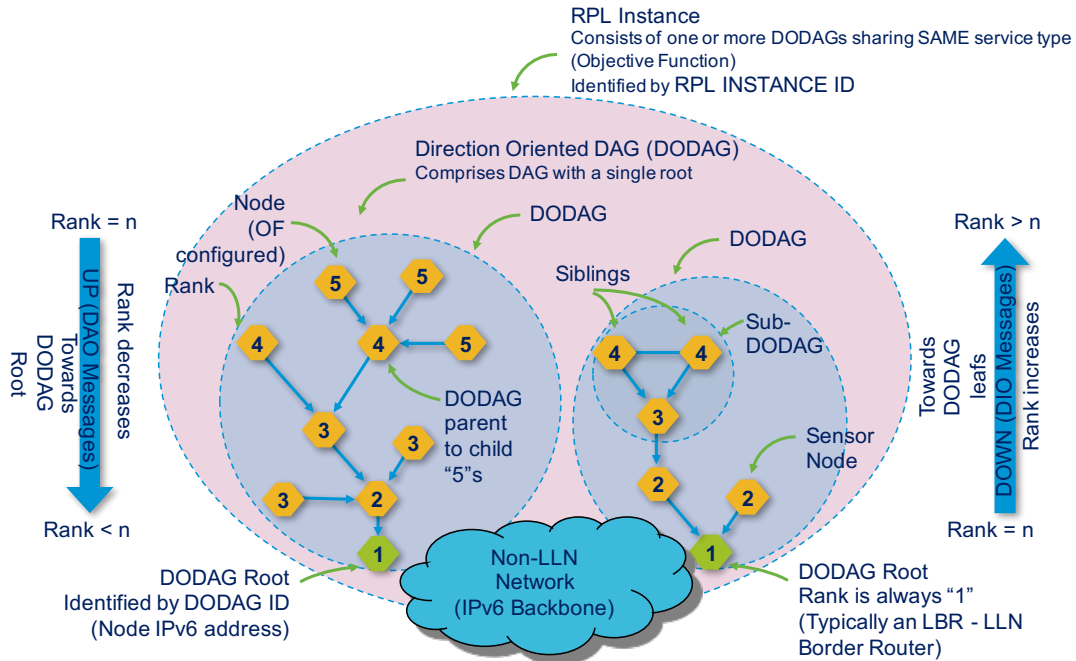 RPL Instance
Consists of one or more DODAGs sharing SAME service type
(Objective Function)
Identified by RPL INSTANCE ID
Direction Oriented DAG (DODAG)
Comprises DAG with a single root
Node
(OF
configured)
DODAG
DODAG
Rank
Siblings
Sub-
DODAG
Rank = n
UP (DAO Messages)
Towards
DODAG
Root
Rank decreases
Rank < n
Rank > n
Towards
DODAG
leafs
DOWN (DIO Messages)
Rank increases
Rank = n
5
5
4
4
5
3
3
3
2
1
DODAG
parent
to child
“5”s
4
4
3
2
2
1
Sensor
Node
Non-LLN
Network
(IPv6 Backbone)
DODAG Root
Identified by DODAG ID
(Node IPv6 address)
DODAG Root
Rank is always “1”
(Typically an LBR - LLN
Border Router)